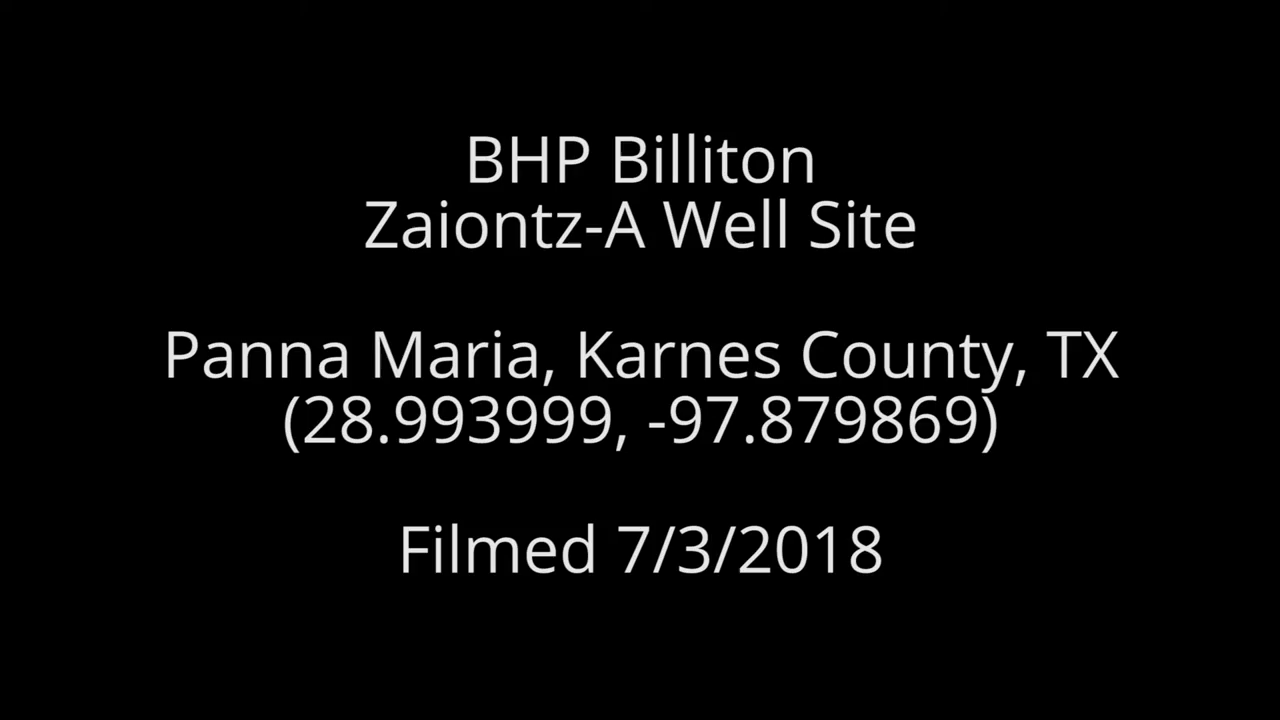 BHP Billiton
Zaiontz-A Well Site
Panna Maria, Karnes County, TX
(28.993999, -97.879869)
Filmed 7/3/2018